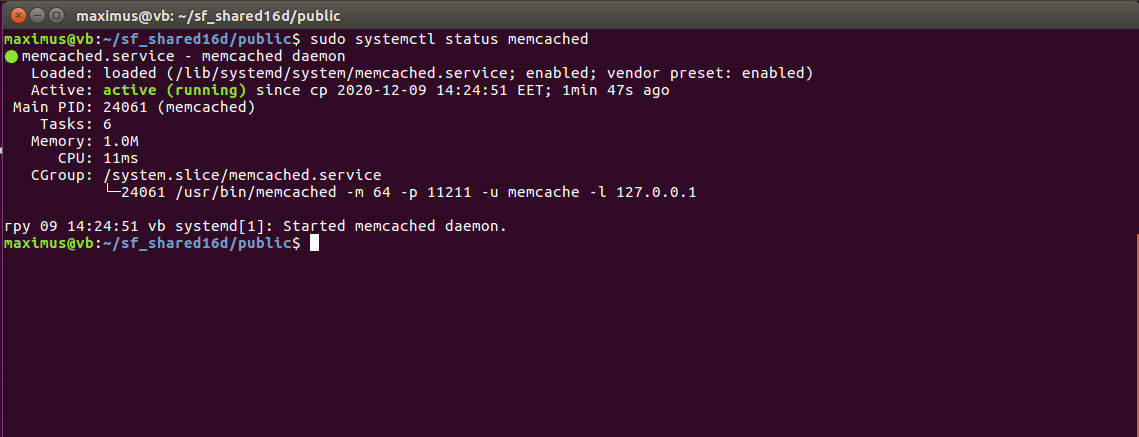 maximus@vb: ~/sf_shared16d/public
maximus@vb:~/sf_shared16d/public$ sudo systemctl status memcached
● memcached.service - memcached daemon
   Loaded: loaded (/lib/systemd/system/memcached.service; enabled; vendor preset: enabled)
   Active: active (running) since ср 2020-12-09 14:24:51 EET; 1min 47s ago
 Main PID: 24061 (memcached)
    Tasks: 6
   Memory: 1.0M
      CPU: 11ms
   CGroup: /system.slice/memcached.service
           └─24061 /usr/bin/memcached -m 64 -p 11211 -u memcache -l 127.0.0.1

гру 09 14:24:51 vb systemd[1]: Started memcached daemon.
maximus@vb:~/sf_shared16d/public$